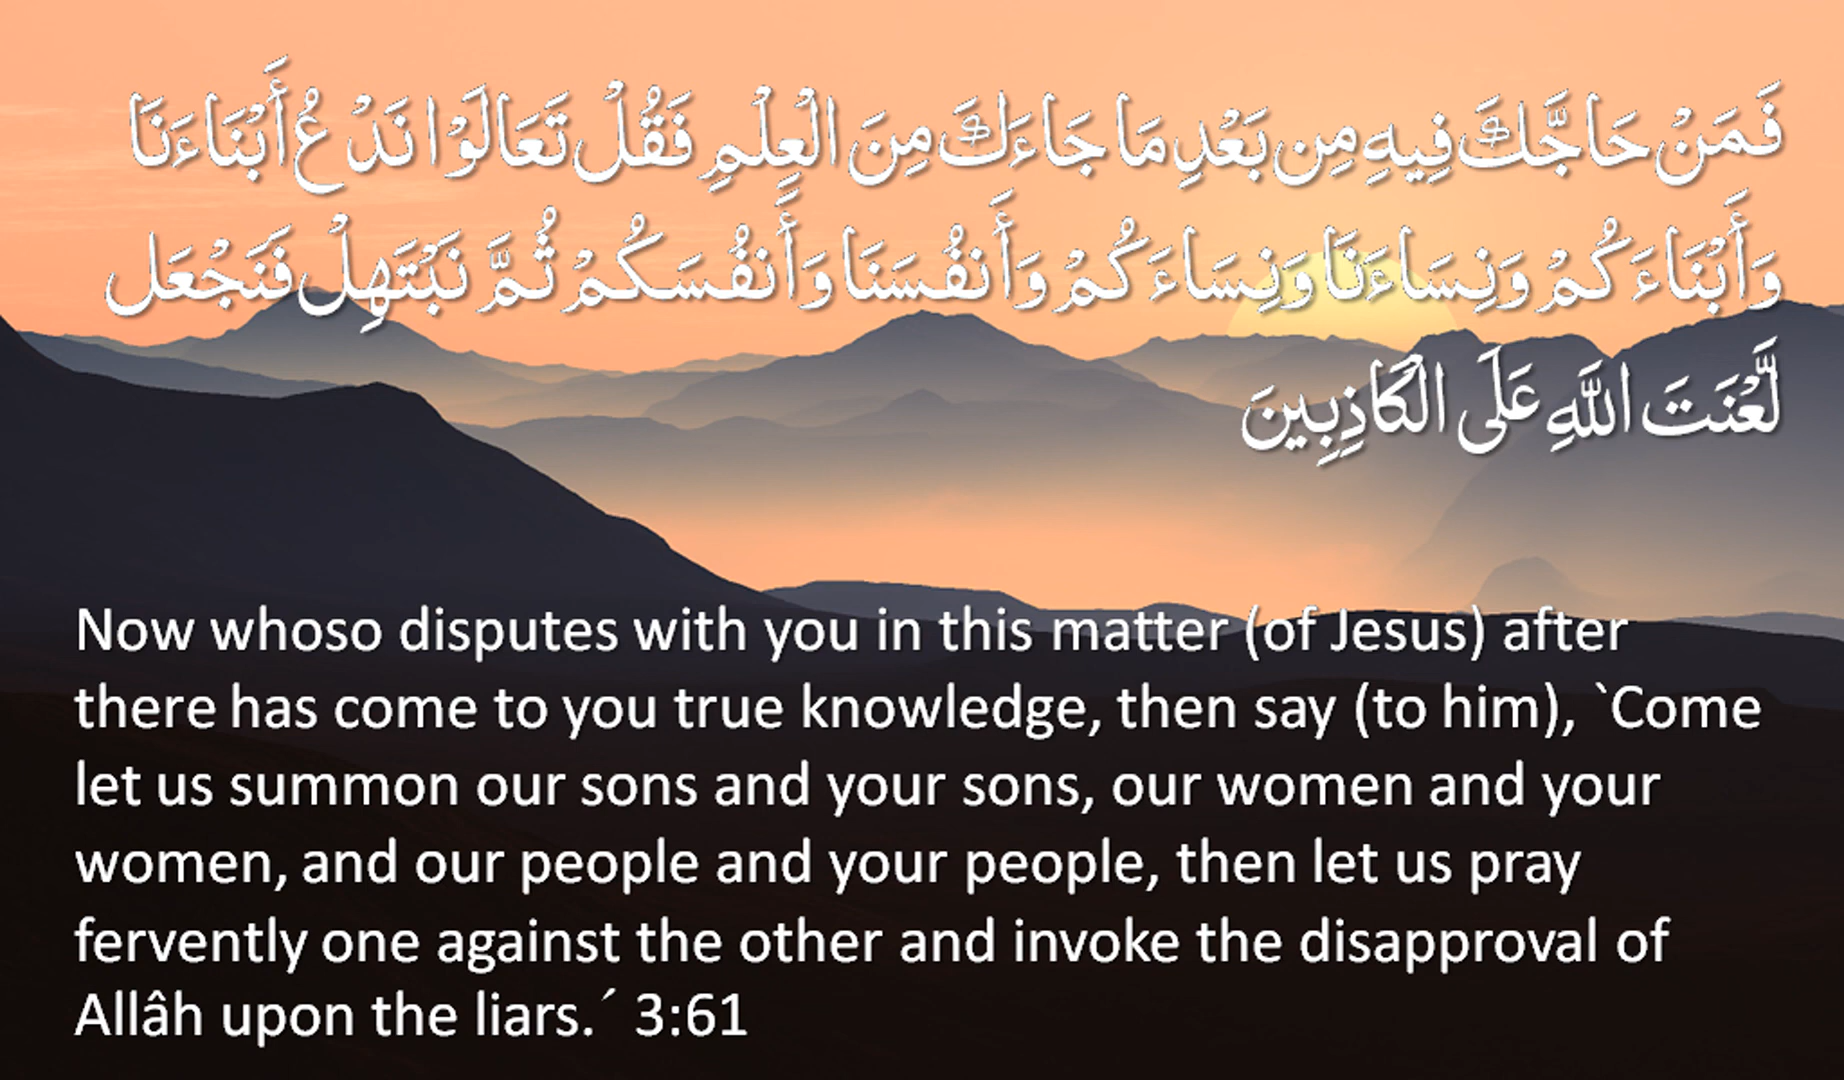 فَمَنْ حَاجَّكَ فِيهِ مِن بَعْدِ مَا جَاءَكَ مِنَ الْعِلْمِ فَقُلْ تَعَالَوْا نَدْعُ أَبْنَاءَنَا
وَأَبْنَاءَكُمْ وَنِسَاءَنَا وَنِسَاءَكُمْ وَأَنفُسَنَا وَأَنفُسَكُمْ ثُمَّ نَبْتَهِلْ فَنَجْعَل
لَّعْنَتَ اللَّهِ عَلَى الْكَاذِبِينَ
Now whoso disputes with you in this matter (of Jesus) after
there has come to you true knowledge, then say (to him), `Come
let us summon our sons and your sons, our women and your
women, and our people and your people, then let us pray
fervently one against the other and invoke the disapproval of
Allâh upon the liars.´ 3:61